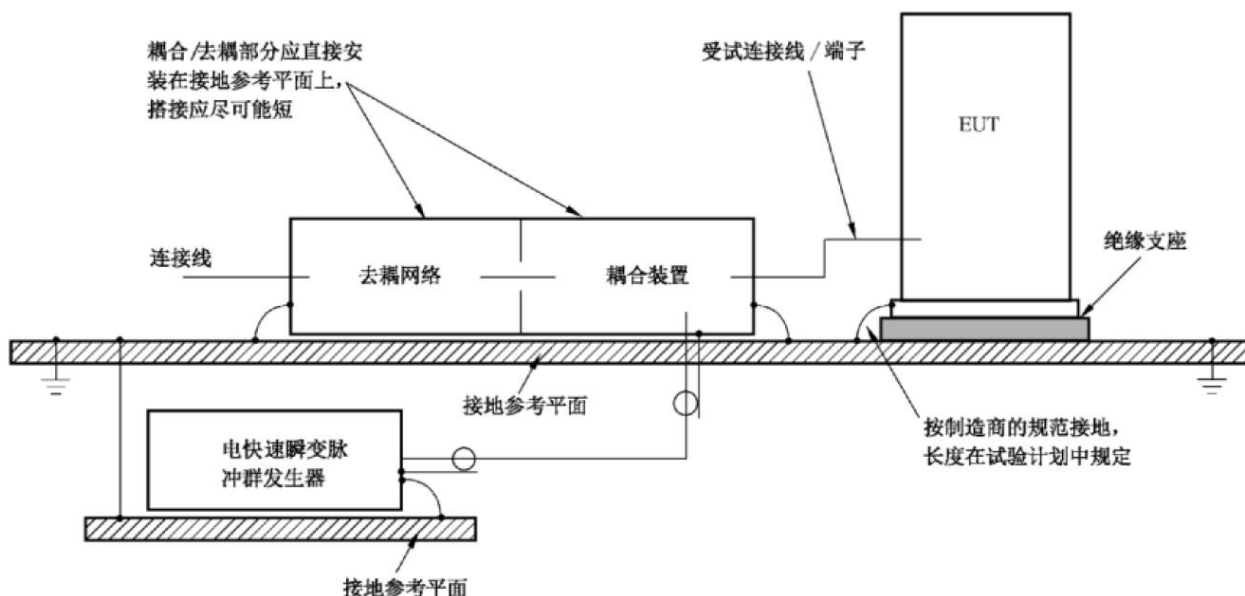 耦合/去耦部分应直接安
装在接地参考平面上,
搭接应尽可能短
受试连接线/端子
EUT
连接线
去耦网络
耦合装置
绝缘支座
接地参考平面
按制造商的规范接地,
长度在试验计划中规定
电快速瞬变脉
冲群发生器
接地参考平面